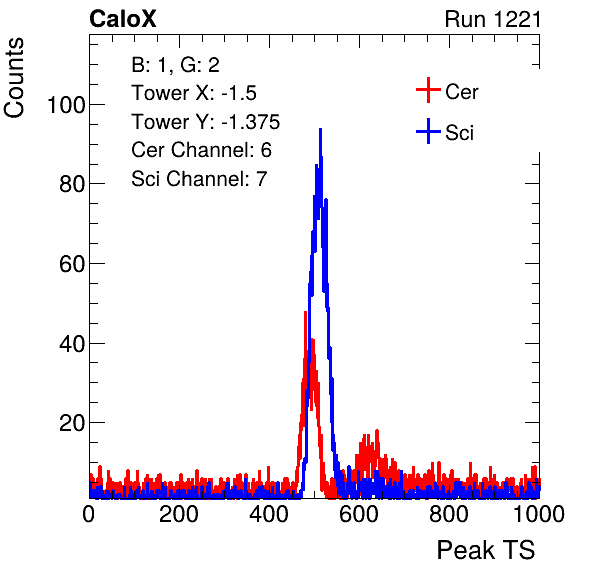 CaloX Run 1221
Counts
B: 1, G: 2
Tower X: -1.5
Tower Y: -1.375
Cer Channel: 6
Sci Channel: 7
Cer
Sci
100
80
60
40
20
0 200 400 600 800 1000
Peak TS